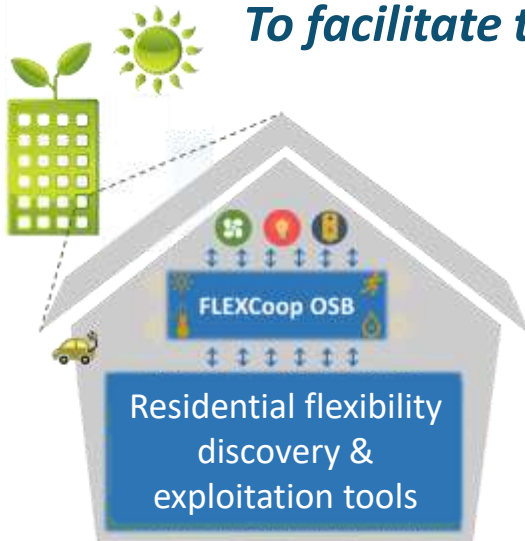 To facilitate t
FLEXCoop OSB
Residential flexibility
discovery &
exploitation tools